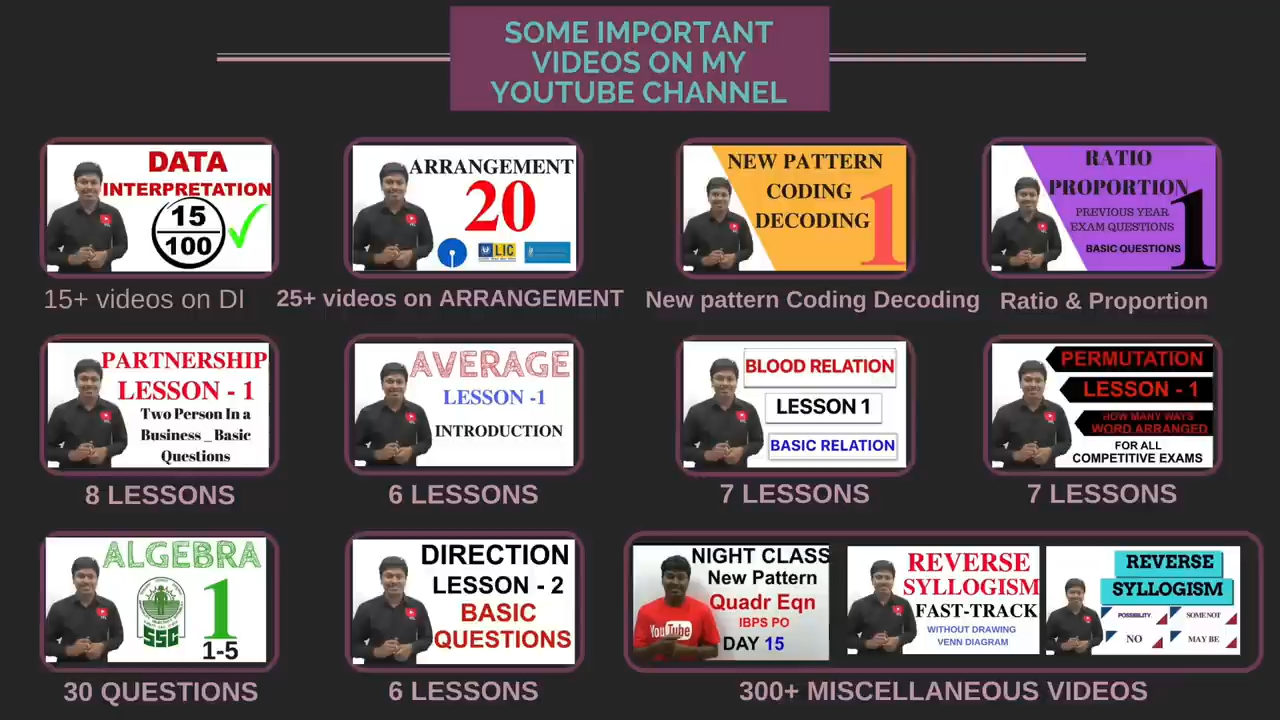 SOME IMPORTANT
VIDEOS ON MY
YOUTUBE CHANNEL
DATA
INTERPRETATION
15
100
15+ videos on DI
ARRANGEMENT
20
LIC
25+ videos on ARRANGEMENT
NEW PATTERN
CODING
DECODING
1
New pattern Coding Decoding
RATIO
PROPORTION
PREVIOUS YEAR
EXAM QUESTIONS
BASIC QUESTIONS
1
Ratio & Proportion
PARTNERSHIP
LESSON - 1
Two Person In a
Business _ Basic
Questions
8 LESSONS
AVERAGE
LESSON -1
INTRODUCTION
6 LESSONS
BLOOD RELATION
LESSON 1
BASIC RELATION
7 LESSONS
PERMUTATION
LESSON - 1
HOW MANY WAYS
WORD ARRANGED
FOR ALL
COMPETITIVE EXAMS
7 LESSONS
ALGEBRA
SSC
1
1-5
30 QUESTIONS
DIRECTION
LESSON - 2
BASIC
QUESTIONS
6 LESSONS
NIGHT CLASS
New Pattern
Quadr Eqn
IBPS PO
DAY 15
YouTube
REVERSE
SYLLOGISM
FAST-TRACK
WITHOUT DRAWING
VENN DIAGRAM
REVERSE
SYLLOGISM
POSSIBILITY
SOME NOT
NO
MAY BE
300+ MISCELLANEOUS VIDEOS